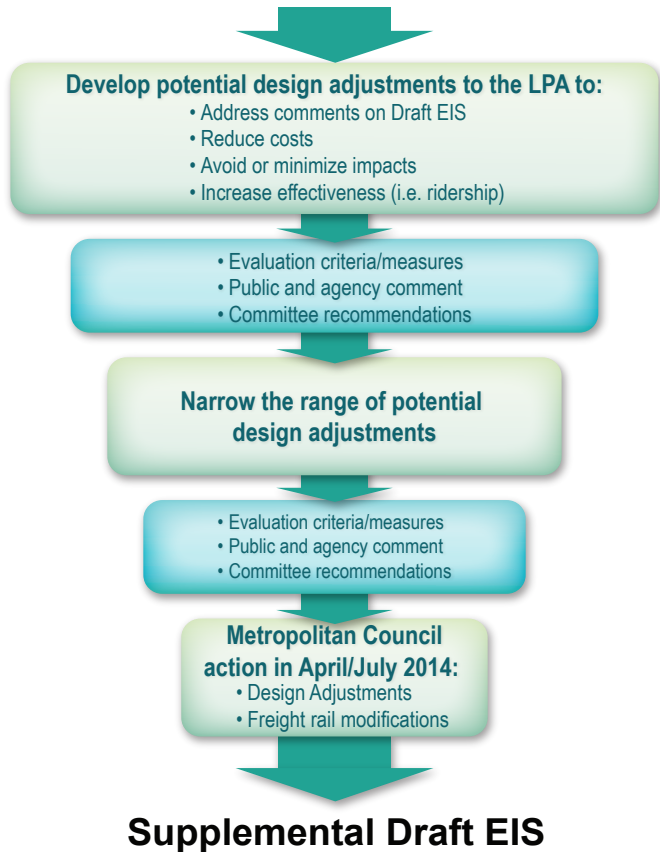 Develop potential design adjustments to the LPA to:
• Address comments on Draft EIS
• Reduce costs
• Avoid or minimize impacts
• Increase effectiveness (i.e. ridership)
• Evaluation criteria/measures
• Public and agency comment
• Committee recommendations
Narrow the range of potential
design adjustments
• Evaluation criteria/measures
• Public and agency comment
• Committee recommendations
Metropolitan Council
action in April/July 2014:
• Design Adjustments
• Freight rail modifications
Supplemental Draft EIS